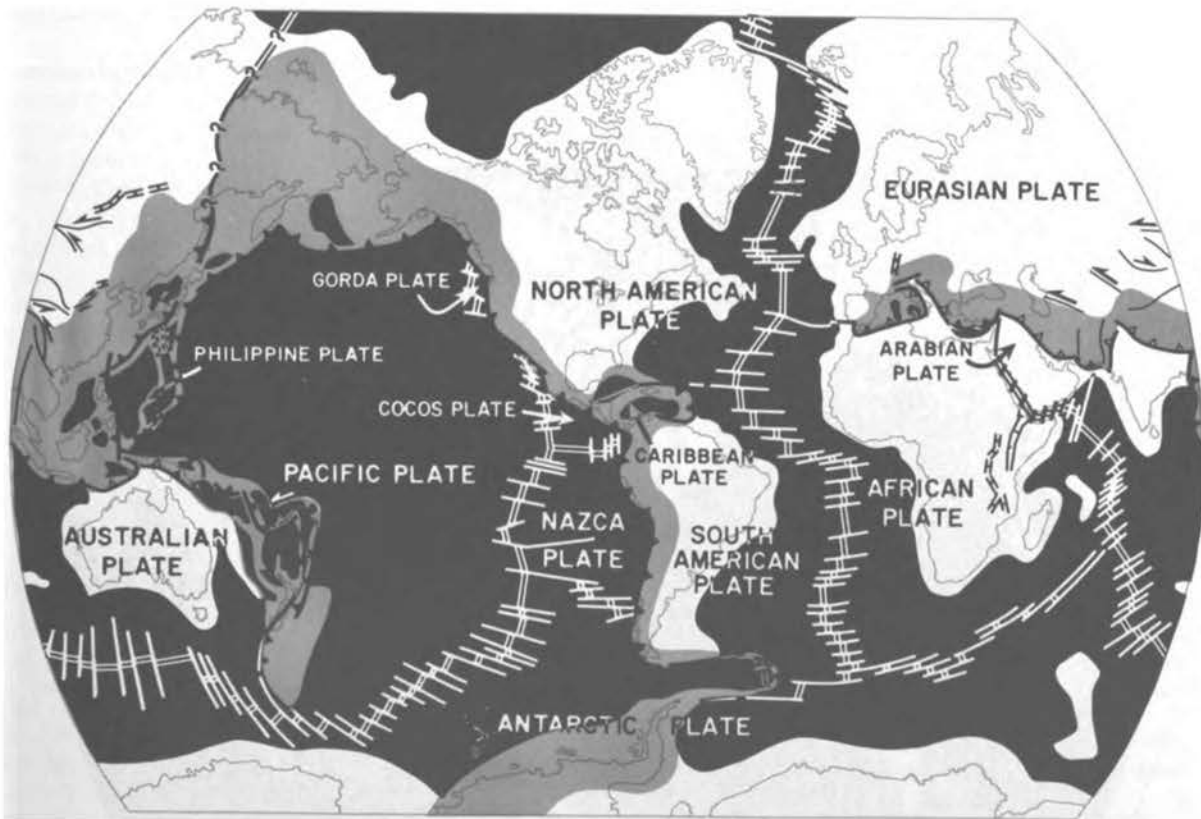 EURASIAN PLATE
GORDA PLATE
NORTH AMERICAN
PLATE
PHILIPPINE PLATE
ARABIAN
PLATE
COCOS PLATE
PACIFIC PLATE
CARIBBEAN
PLATE
AFRICAN
PLATE
AUSTRALIAN
PLATE
NAZCA
PLATE
SOUTH
AMERICAN
PLATE
ANTARCTIC PLATE
?
?
?
?
?
?